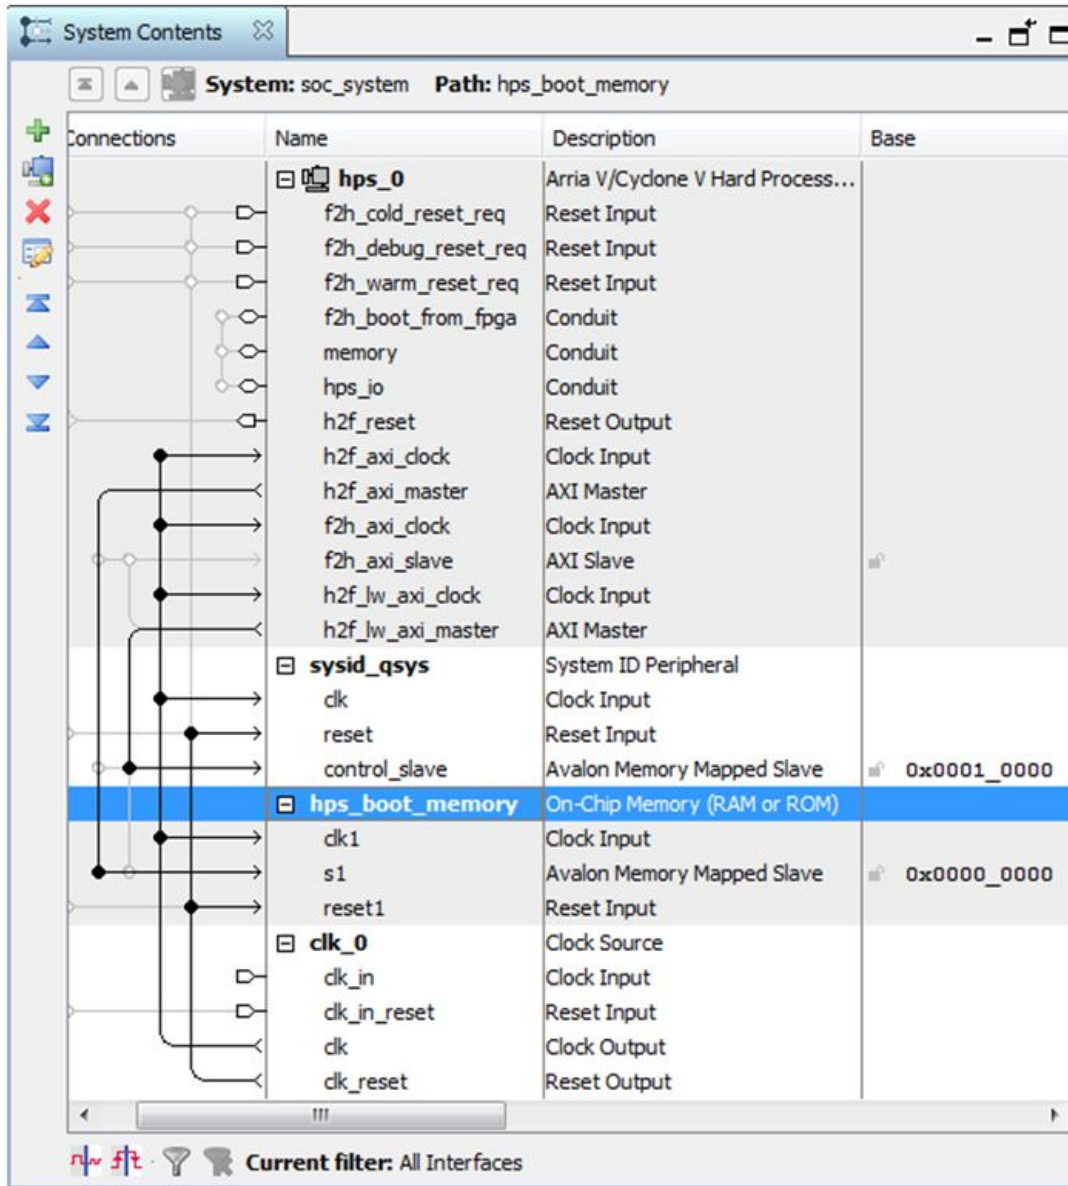 System Contents
System: soc_system Path: hps_boot_memory
Connections Name Description Base
hps_0 Arria V/Cyclone V Hard Process...
f2h_cold_reset_req Reset Input
f2h_debug_reset_req Reset Input
f2h_warm_reset_req Reset Input
f2h_boot_from_fpga Conduit
memory Conduit
hps_io Conduit
h2f_reset Reset Output
h2f_axi_clock Clock Input
h2f_axi_master AXI Master
f2h_axi_clock Clock Input
f2h_axi_slave AXI Slave
h2f_lw_axi_clock Clock Input
h2f_lw_axi_master AXI Master
sysid_qsys System ID Peripheral
clk Clock Input
reset Reset Input
control_slave Avalon Memory Mapped Slave 0x0001_0000
hps_boot_memory On-Chip Memory (RAM or ROM)
clk1 Clock Input
s1 Avalon Memory Mapped Slave 0x0000_0000
reset1 Reset Input
clk_0 Clock Source
clk_in Clock Input
clk_in_reset Reset Input
clk Clock Output
clk_reset Reset Output
Current filter: All Interfaces